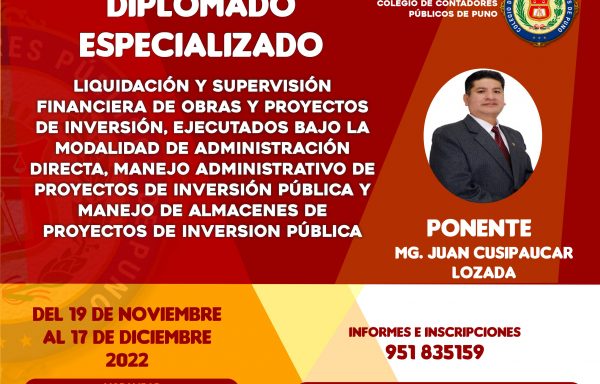 DIPLOMADO
ESPECIALIZADO
LIQUIDACIÓN Y SUPERVISIÓN
FINANCIERA DE OBRAS Y PROYECTOS
DE INVERSIÓN, EJECUTADOS BAJO LA
MODALIDAD DE ADMINISTRACIÓN
DIRECTA, MANEJO ADMINISTRATIVO DE
PROYECTOS DE INVERSIÓN PÚBLICA Y
MANEJO DE ALMACENES DE
PROYECTOS DE INVERSION PÚBLICA
COLEGIO DE CONTADORES
PÚBLICOS DE PUNO
PONENTE
MG. JUAN CUSIPAUCAR
LOZADA
DEL 19 DE NOVIEMBRE
AL 17 DE DICIEMBRE
2022
INFORMES E INSCRIPCIONES
951 835159